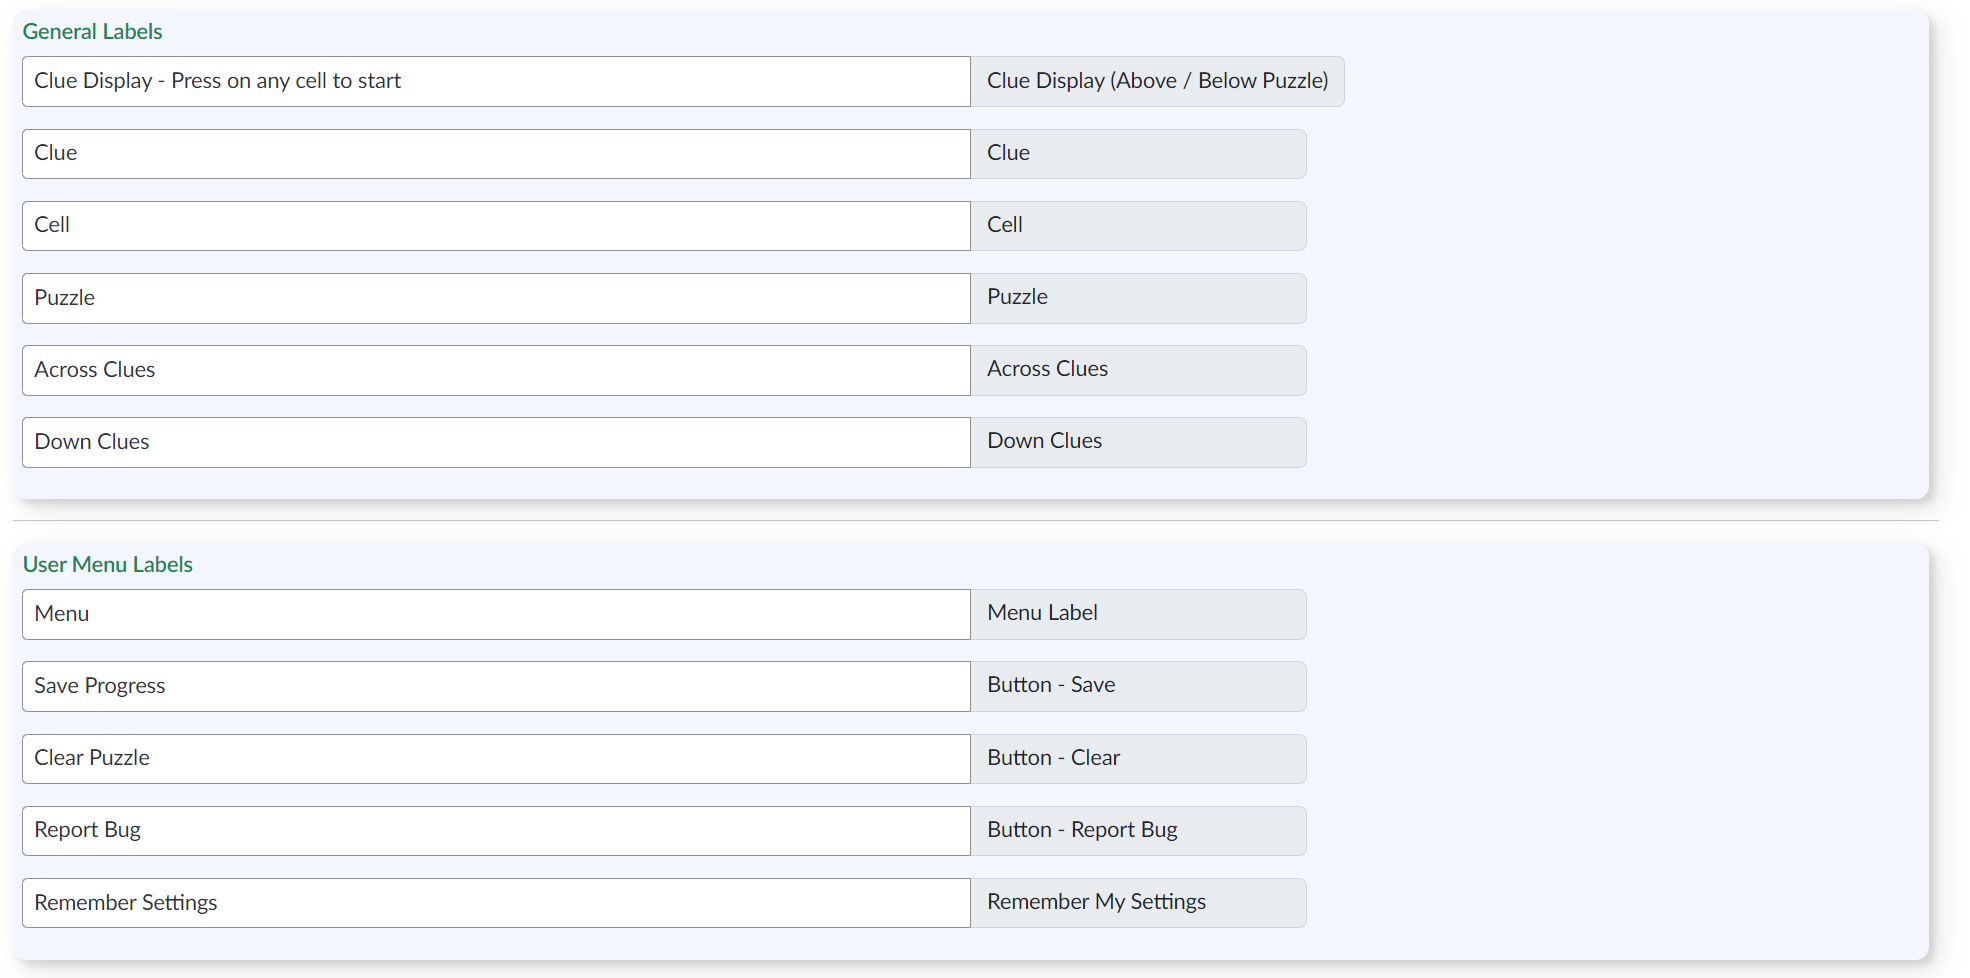 General Labels
Clue Display - Press on any cell to start Clue Display (Above / Below Puzzle)
Clue Clue
Cell Cell
Puzzle Puzzle
Across Clues Across Clues
Down Clues Down Clues
User Menu Labels
Menu Menu Label
Save Progress Button - Save
Clear Puzzle Button - Clear
Report Bug Button - Report Bug
Remember Settings Remember My Settings